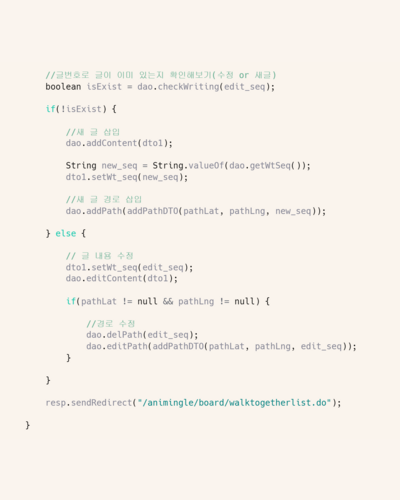 //글번호로 글이 이미 있는지 확인해보기(수정 or 새글)
boolean isExist = dao.checkWriting(edit_seq);
if(!isExist) {
//새 글 삽입
dao.addContent(dto1);
String new_seq = String.valueOf(dao.getWtSeq());
dto1.setWt_seq(new_seq);
//새 글 경로 삽입
dao.addPath(addPathDTO(pathLat, pathLng, new_seq));
} else {
// 글 내용 수정
dto1.setWt_seq(edit_seq);
dao.editContent(dto1);
if(pathLat != null && pathLng != null) {
//경로 수정
dao.delPath(edit_seq);
dao.editPath(addPathDTO(pathLat, pathLng, edit_seq));
}
}
resp.sendRedirect("/animingle/board/walktogetherlist.do");
}